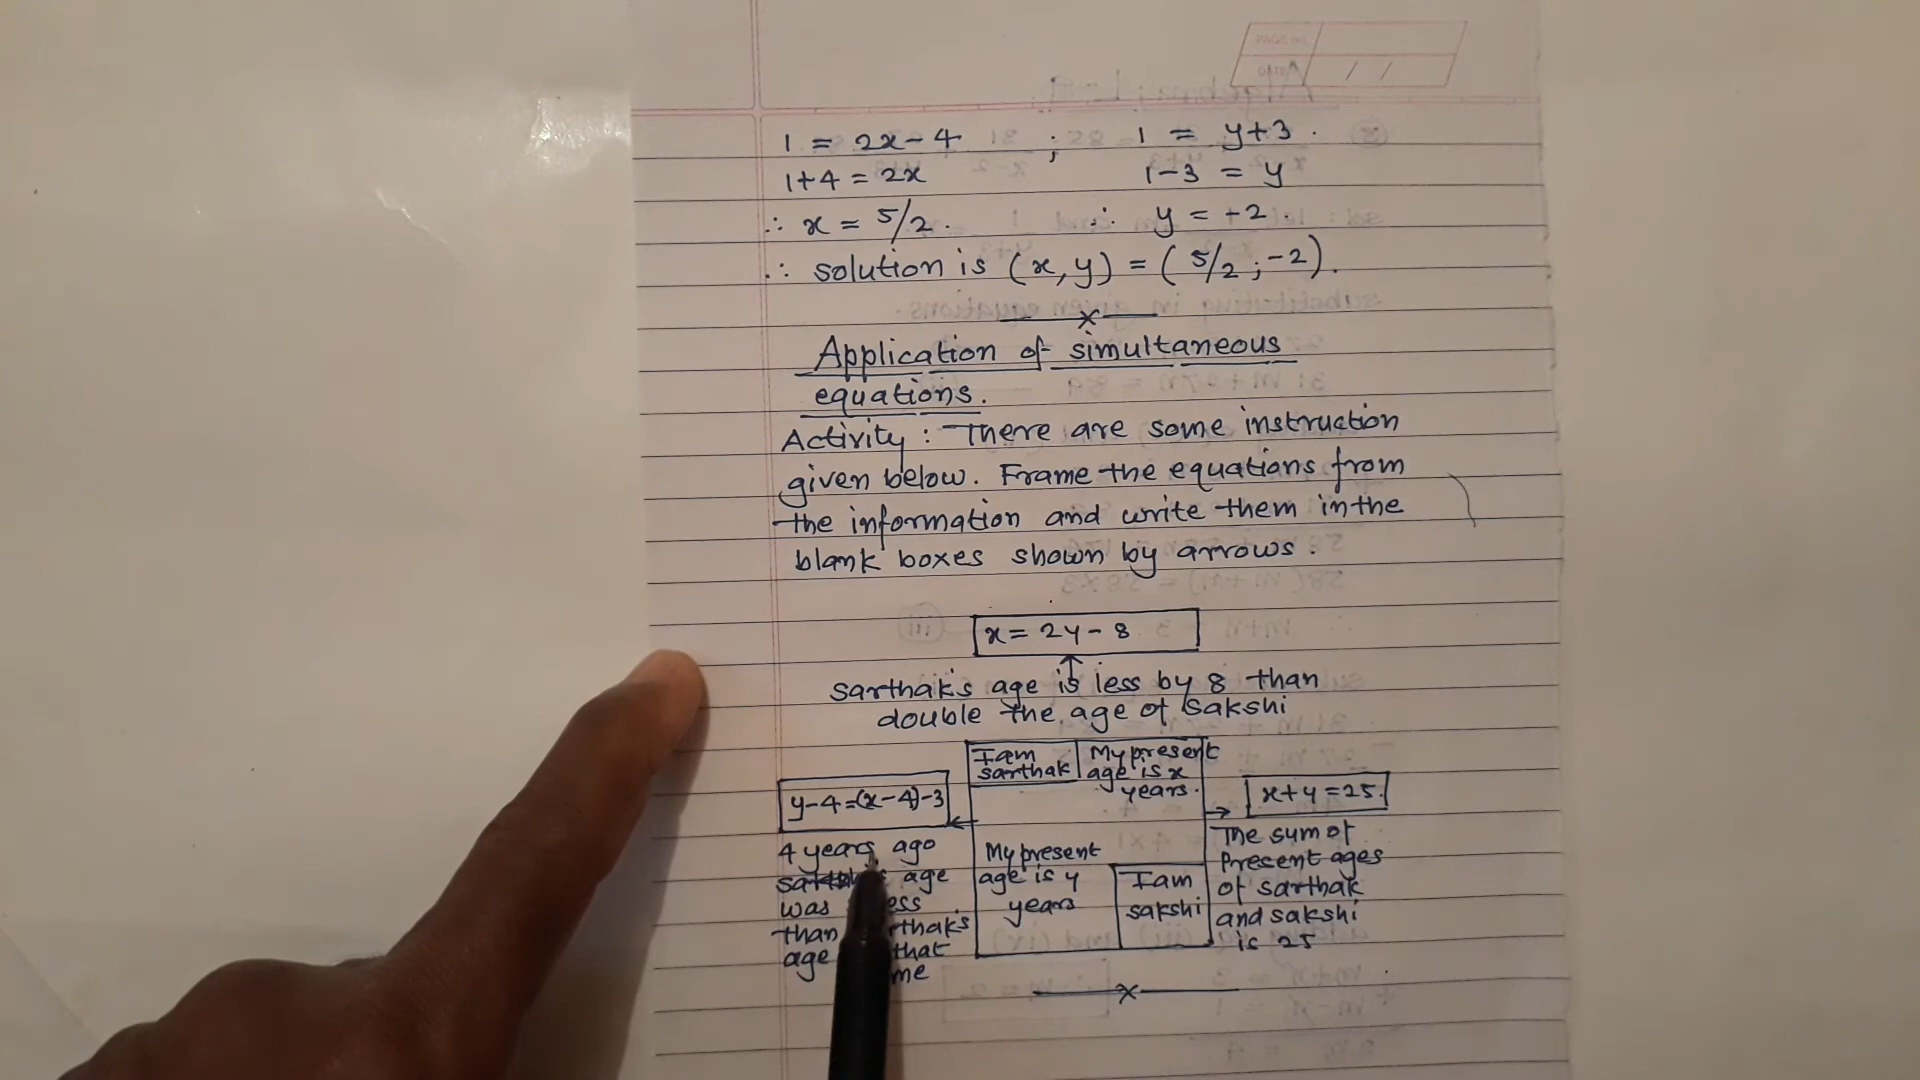 PAGE No.
DATE / /
1 = 2x-4 ; 1 = y+3.
1+4 = 2x 1-3 = y
∴ x = 5/2. ∴ y = +2.
∴ solution is (x, y) = (5/2, -2).
x
Application of simultaneous
equations.
Activity: There are some instruction
given below. Frame the equations from
the information and write them in the
blank boxes shown by arrows.
x = 2y - 8
↑
sarthak's age is less by 8 than
double the age of Sakshi
I am
sarthak
My present
age is x
years.
y-4=(x-4)-3
←
4 years ago
age
was
than
age that
My present
age is y
years
I am
sakshi
→
x+y=25.
The sum of
Present ages
of sarthak
and sakshi
is 25
x